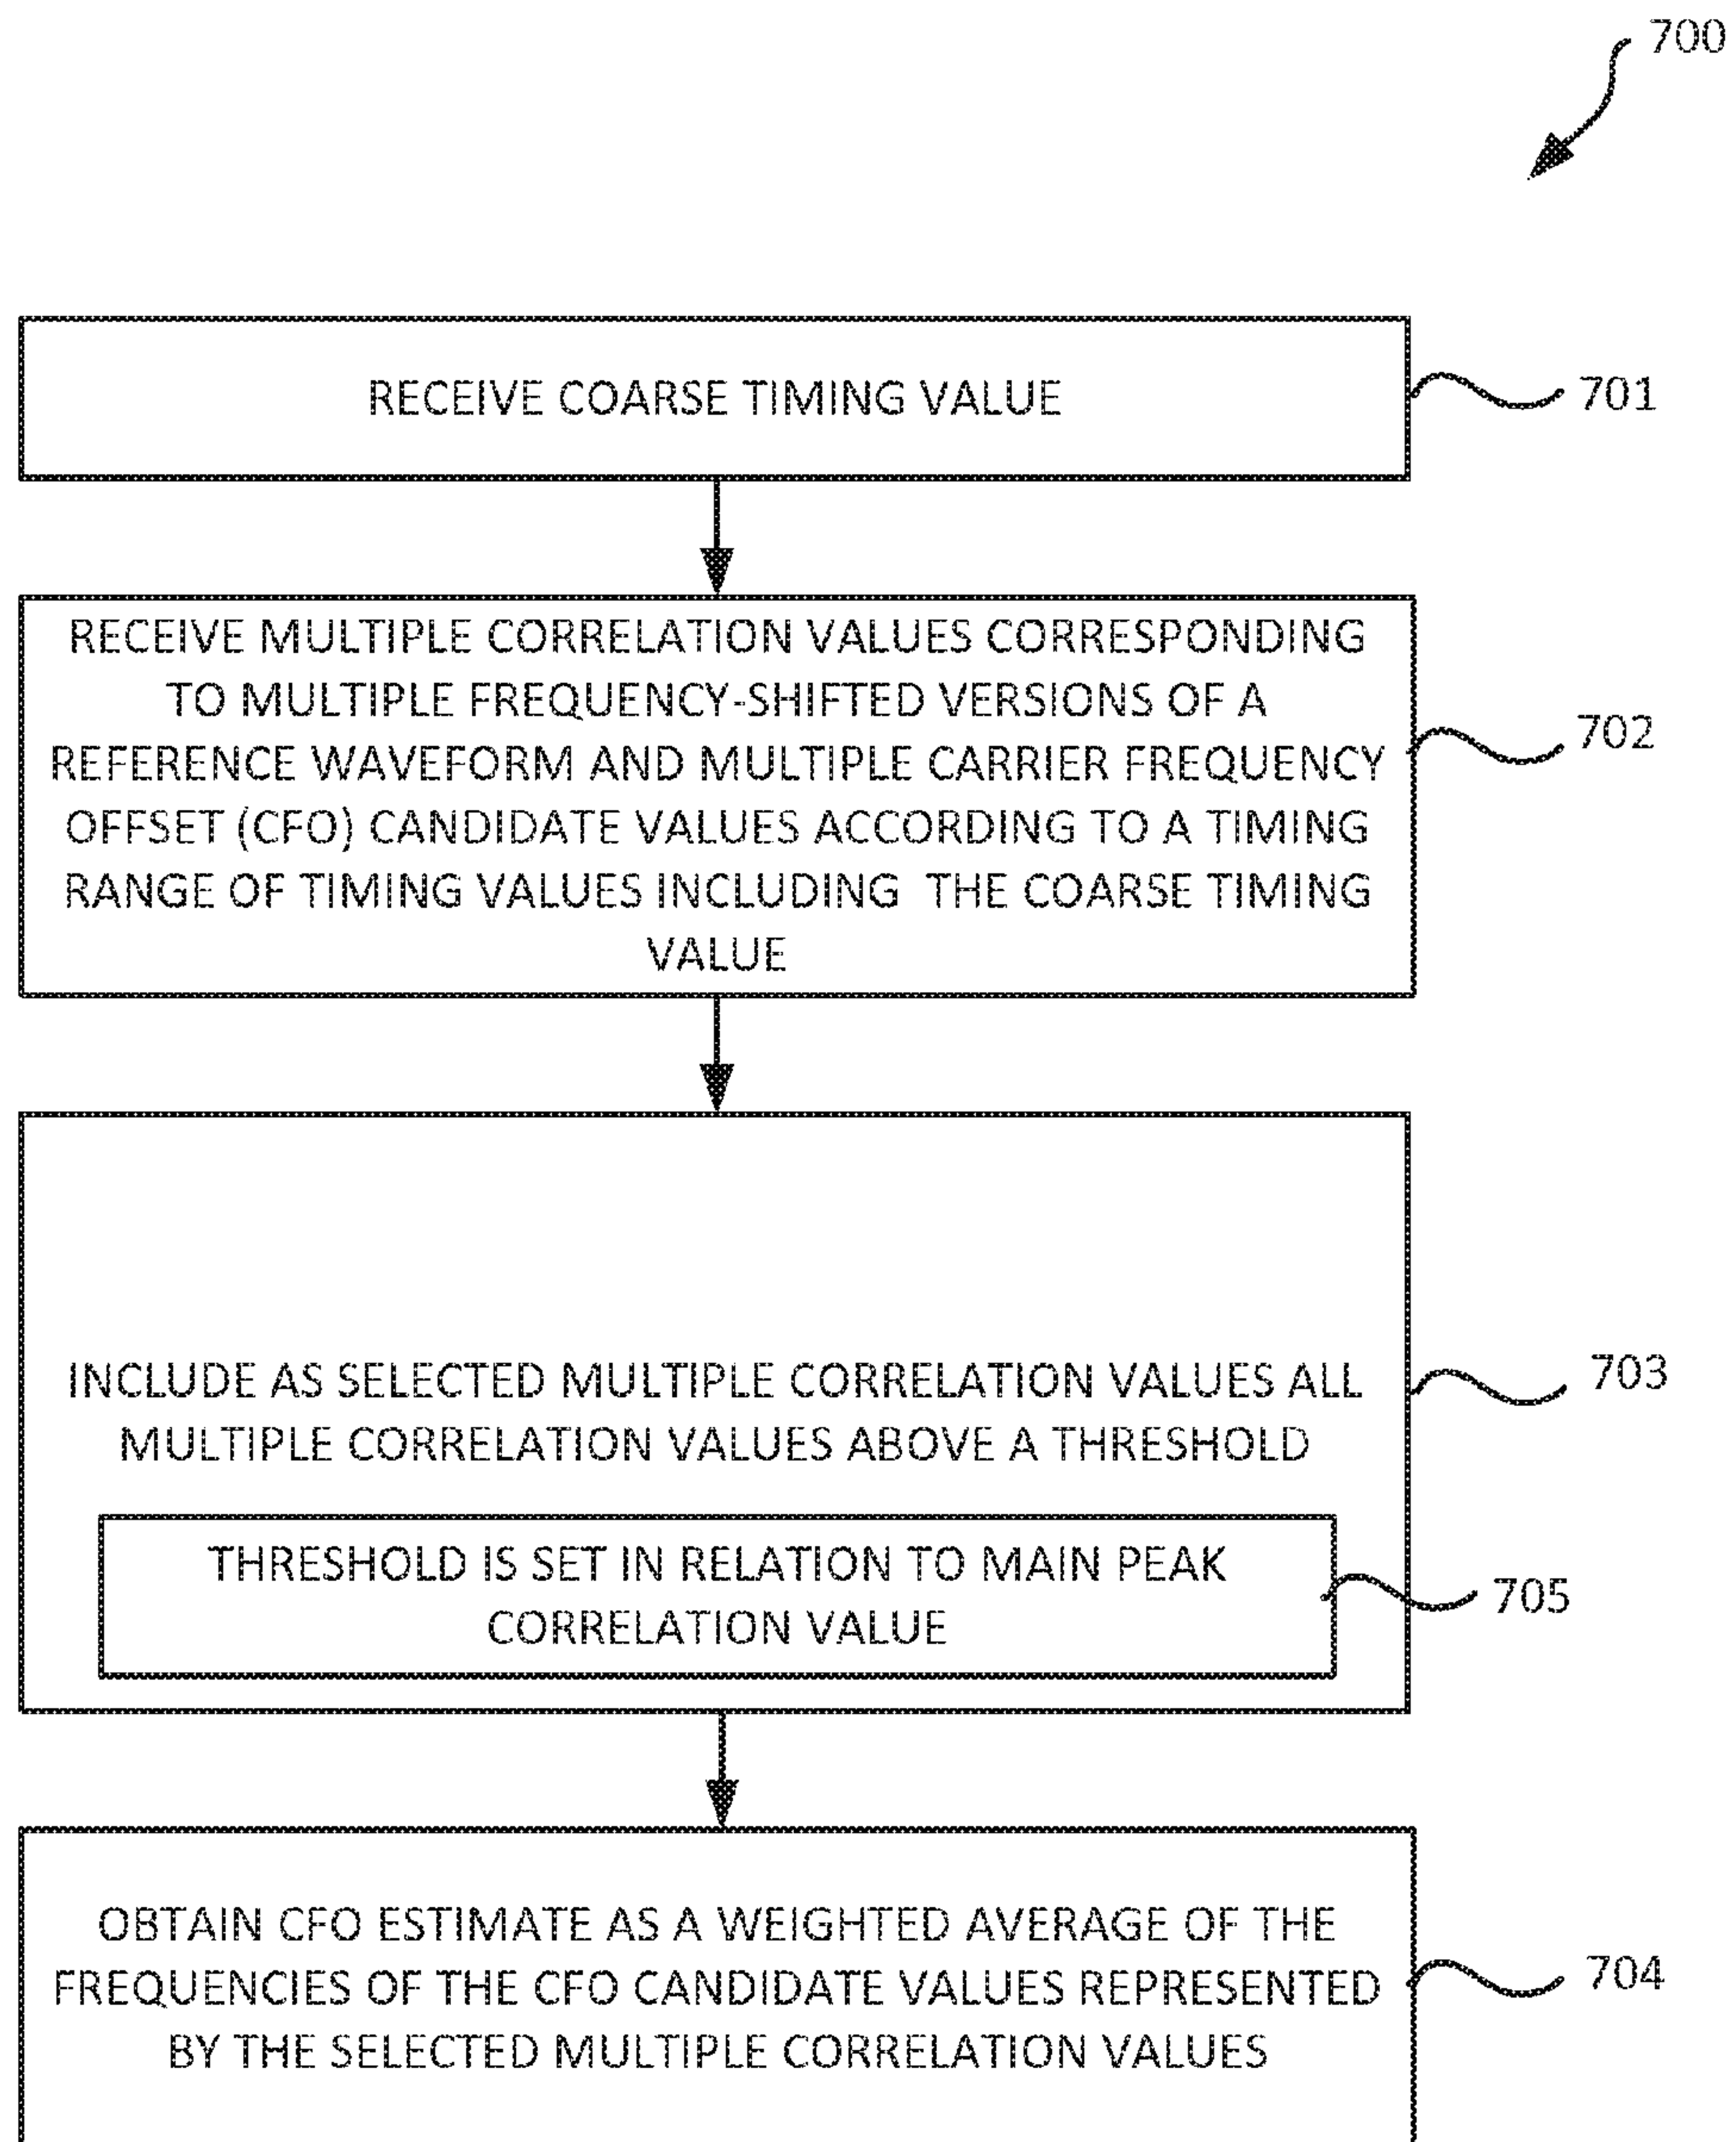 700
RECEIVE COARSE TIMING VALUE
701
RECEIVE MULTIPLE CORRELATION VALUES CORRESPONDING
TO MULTIPLE FREQUENCY-SHIFTED VERSIONS OF A
REFERENCE WAVEFORM AND MULTIPLE CARRIER FREQUENCY
OFFSET (CFO) CANDIDATE VALUES ACCORDING TO A TIMING
RANGE OF TIMING VALUES INCLUDING THE COARSE TIMING
VALUE
702
INCLUDE AS SELECTED MULTIPLE CORRELATION VALUES ALL
MULTIPLE CORRELATION VALUES ABOVE A THRESHOLD
703
THRESHOLD IS SET IN RELATION TO MAIN PEAK
CORRELATION VALUE
705
OBTAIN CFO ESTIMATE AS A WEIGHTED AVERAGE OF THE
FREQUENCIES OF THE CFO CANDIDATE VALUES REPRESENTED
BY THE SELECTED MULTIPLE CORRELATION VALUES
704